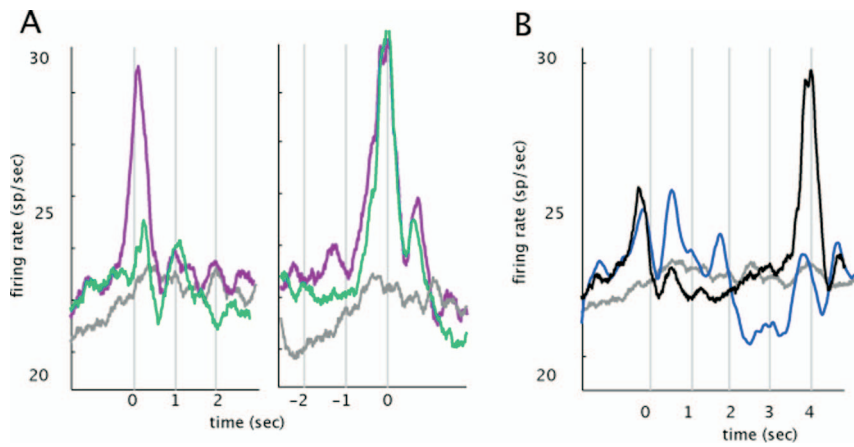 A
B
firing rate (sp/sec)
30
25
20
0 1 2
-2 -1 0
time (sec)
firing rate (sp/sec)
30
25
20
0 1 2 3 4
time (sec)